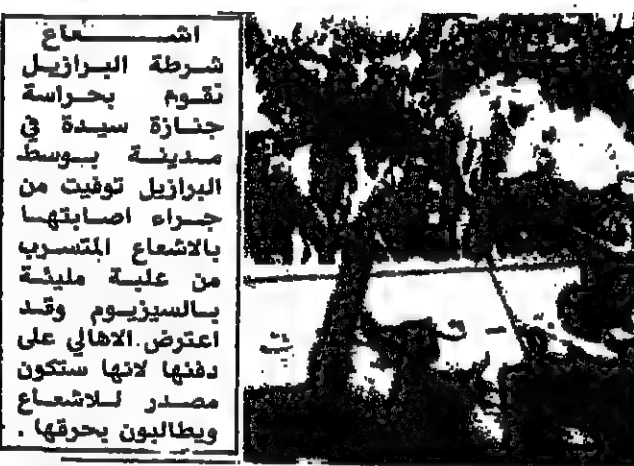 اشـــــعاع
شرطة البرازيل
تقوم بحراسة
جنازة سيدة في
مدينة بوسط
البرازيل توفيت من
جراء اصابتها
بالاشعاع المتسرب
من علبة مليئة
بالسيزيوم وقد
اعترض الاهالي على
دفنها لانها ستكون
مصدر للاشعاع
ويطالبون بحرقها .